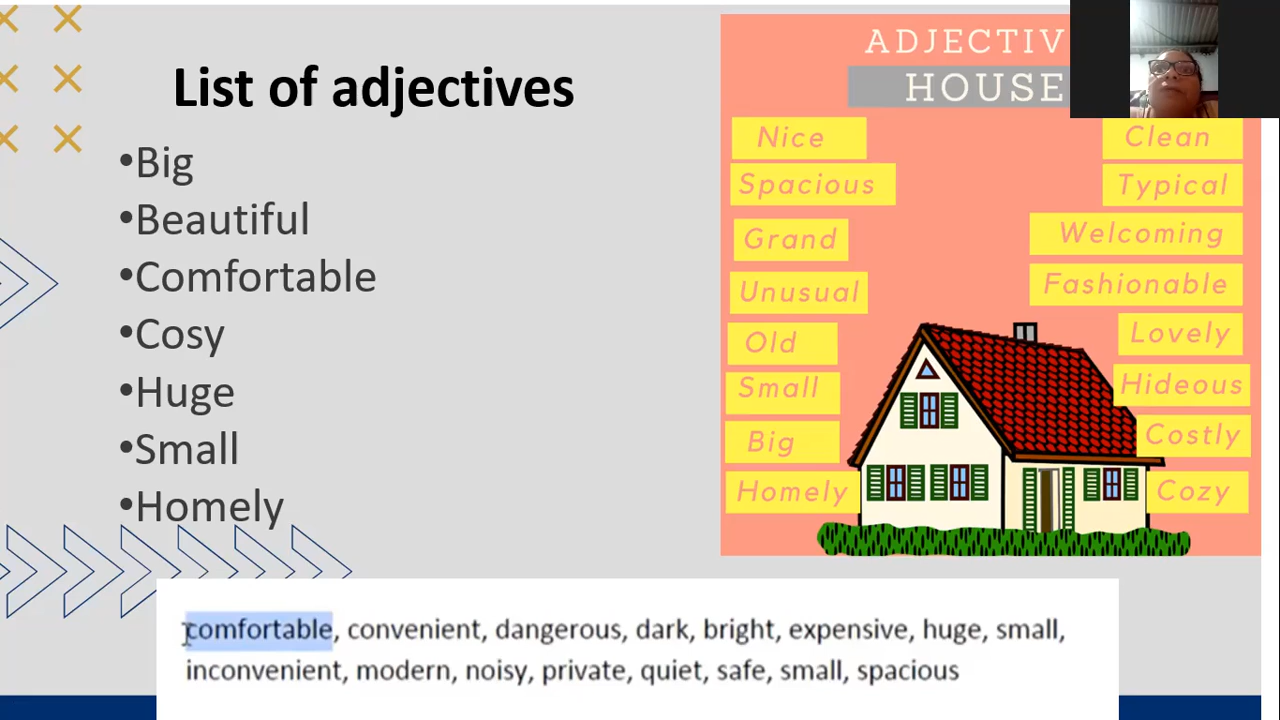 List of adjectives
•Big
•Beautiful
•Comfortable
•Cosy
•Huge
•Small
•Homely
ADJECTIV
HOUSE
Nice
Spacious
Grand
Unusual
Old
Small
Big
Homely
Clean
Typical
Welcoming
Fashionable
Lovely
Hideous
Costly
Cozy
comfortable, convenient, dangerous, dark, bright, expensive, huge, small,
inconvenient, modern, noisy, private, quiet, safe, small, spacious